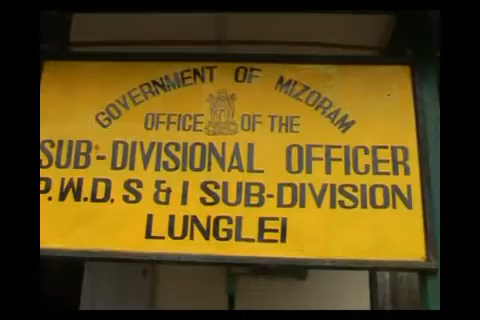 GOVERNMENT OF MIZORAM
OFFICE OF THE
SUB-DIVISIONAL OFFICER
P.W.D. S & I SUB-DIVISION
LUNGLEI